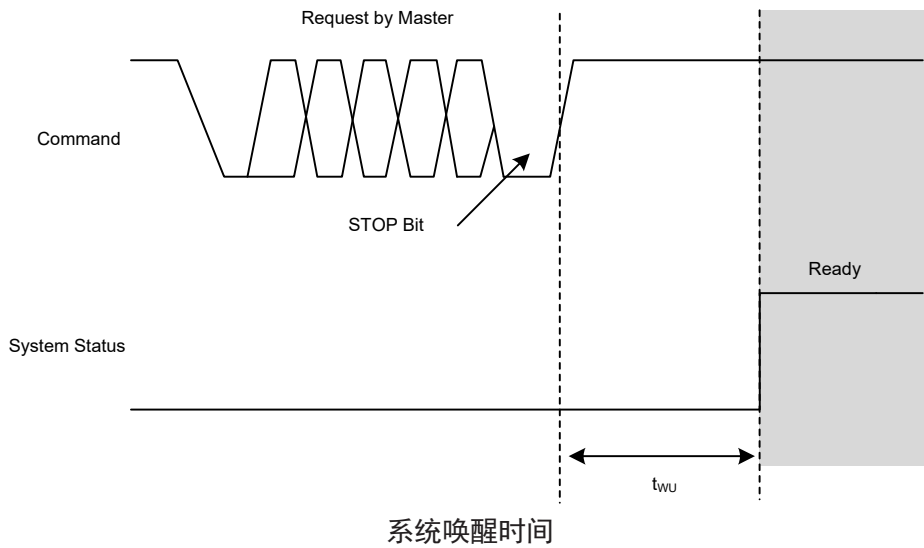 Request by Master
Command
STOP Bit
Ready
System Status
tWU
系统唤醒时间